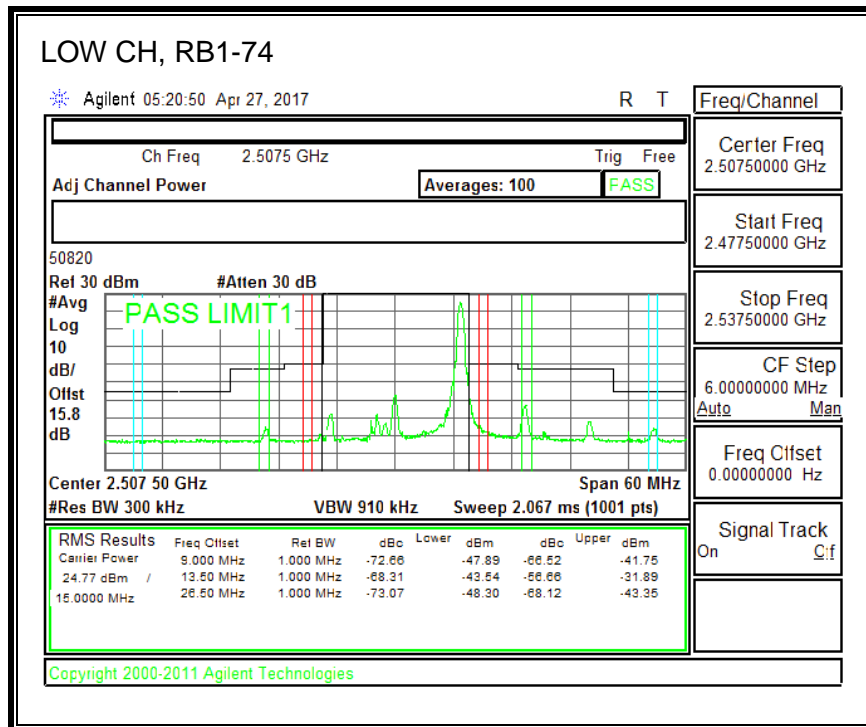 LOW CH, RB1-74
Agilent 05:20:50 Apr 27, 2017 R T
Ch Freq 2.5075 GHz Trig Free
Adj Channel Power Averages: 100 PASS
50820
Ref 30 dBm #Atten 30 dB
#Avg
Log
10
dB/
Offst
15.8
dB
PASS LIMIT1
Center 2.507 50 GHz Span 60 MHz
#Res BW 300 kHz VBW 910 kHz Sweep 2.067 ms (1001 pts)
RMS Results Freq Offset Ref BW dBc Lower dBm dBc Upper dBm
Carrier Power 9.000 MHz 1.000 MHz -72.66 -47.89 -66.52 -41.75
24.77 dBm / 13.50 MHz 1.000 MHz -68.31 -43.54 -56.66 -31.89
15.0000 MHz 26.50 MHz 1.000 MHz -73.07 -48.30 -68.12 -43.35
Copyright 2000-2011 Agilent Technologies
Freq/Channel
Center Freq
2.50750000 GHz
Start Freq
2.47750000 GHz
Stop Freq
2.53750000 GHz
CF Step
6.00000000 MHz
Auto Man
Freq Offset
0.00000000 Hz
Signal Track
On Off